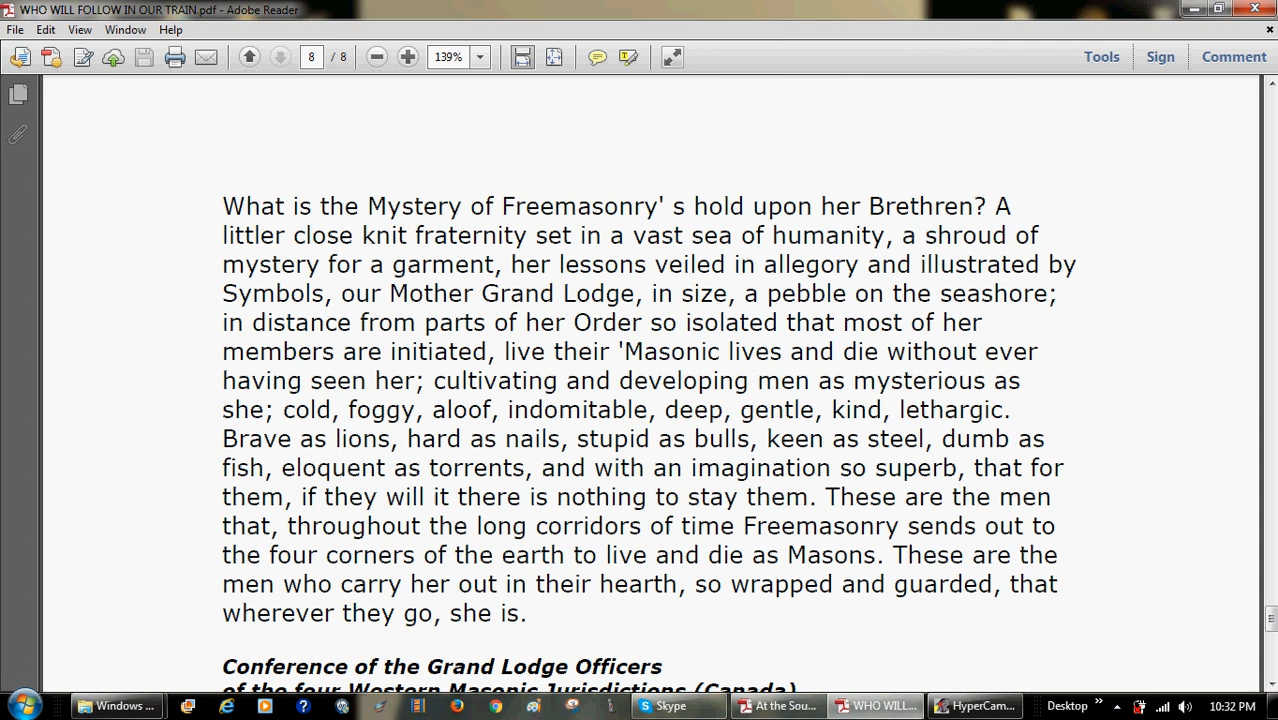 WHO WILL FOLLOW IN OUR TRAIN.pdf - Adobe Reader
File Edit View Window Help
8 / 8 139% Tools Sign Comment
What is the Mystery of Freemasonry' s hold upon her Brethren? A
littler close knit fraternity set in a vast sea of humanity, a shroud of
mystery for a garment, her lessons veiled in allegory and illustrated by
Symbols, our Mother Grand Lodge, in size, a pebble on the seashore;
in distance from parts of her Order so isolated that most of her
members are initiated, live their 'Masonic lives and die without ever
having seen her; cultivating and developing men as mysterious as
she; cold, foggy, aloof, indomitable, deep, gentle, kind, lethargic.
Brave as lions, hard as nails, stupid as bulls, keen as steel, dumb as
fish, eloquent as torrents, and with an imagination so superb, that for
them, if they will it there is nothing to stay them. These are the men
that, throughout the long corridors of time Freemasonry sends out to
the four corners of the earth to live and die as Masons. These are the
men who carry her out in their hearth, so wrapped and guarded, that
wherever they go, she is.
Conference of the Grand Lodge Officers
of the four Western Masonic Jurisdictions (Canada)
Windows ... Skype At the Sou... WHO WILL... HyperCam... Desktop 10:32 PM